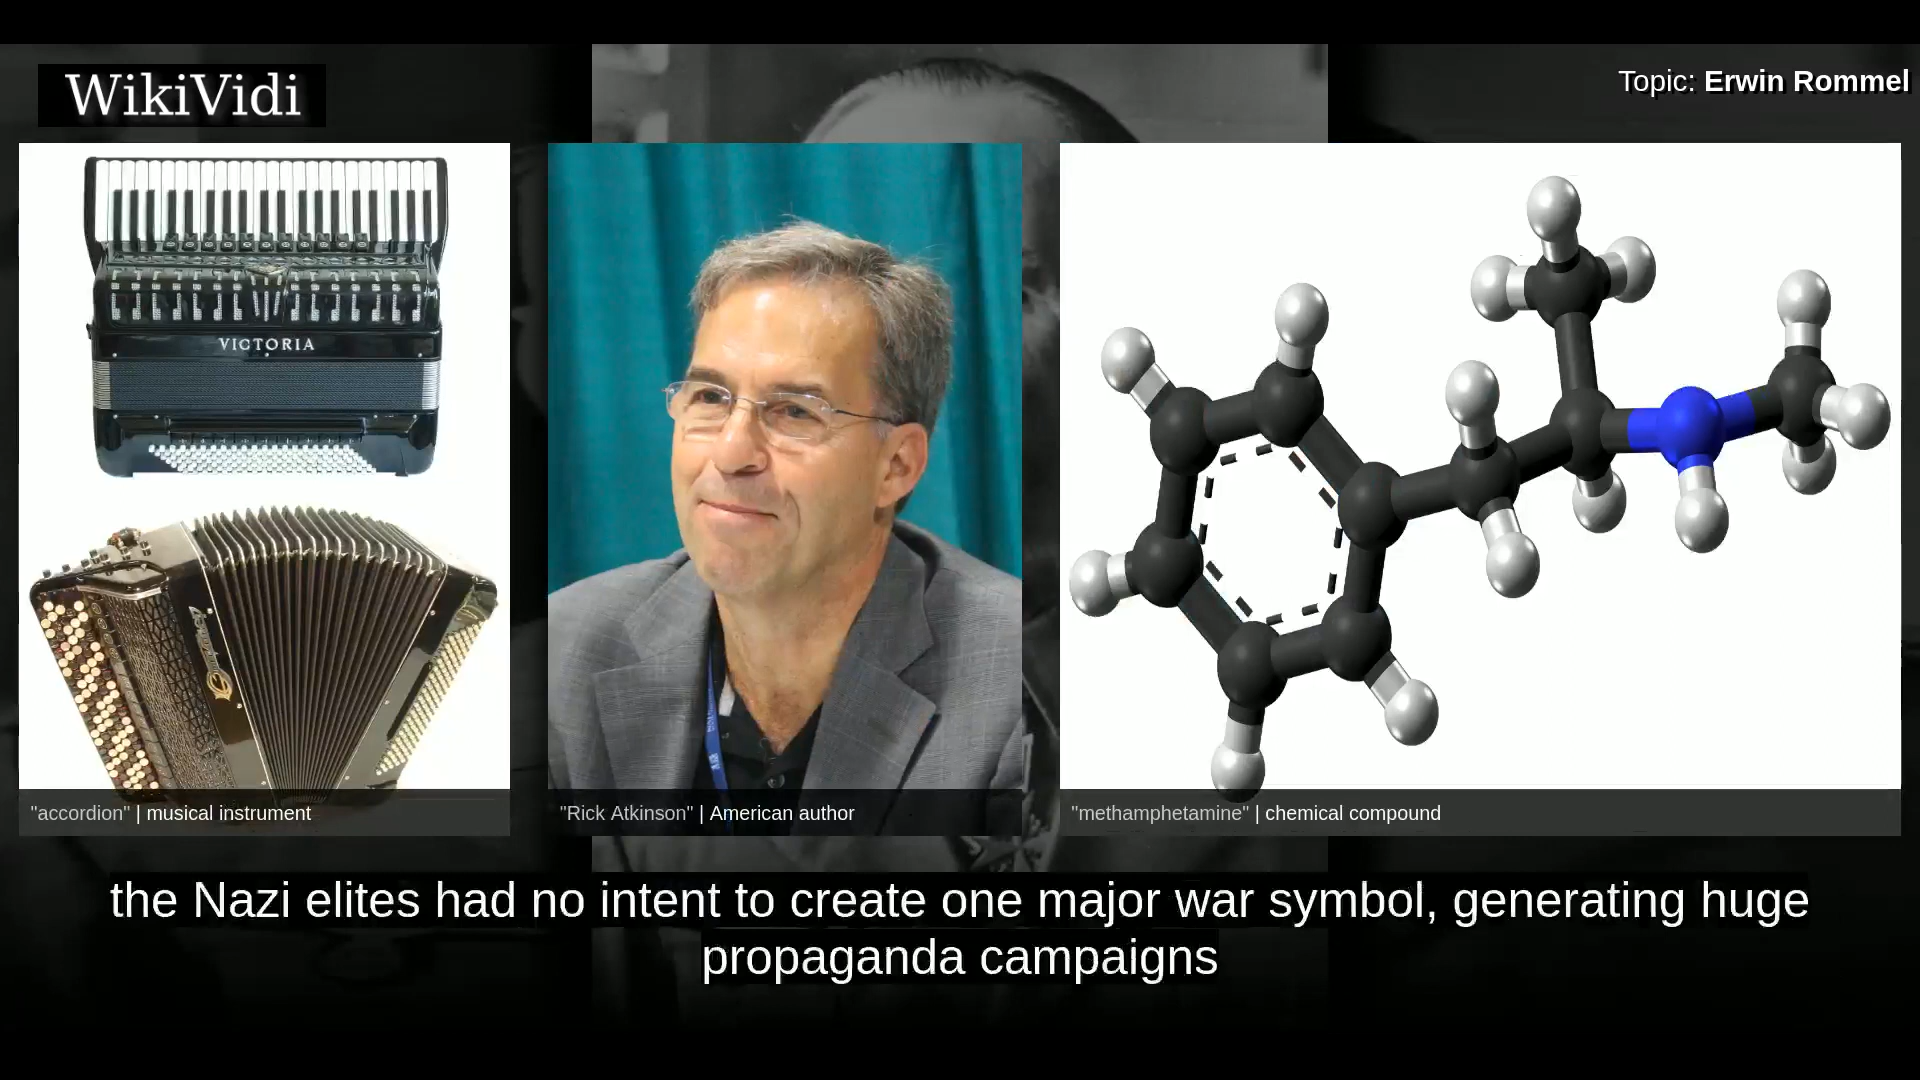 WikiVidi
Topic: Erwin Rommel
VICTORIA
"accordion" | musical instrument
"Rick Atkinson" | American author
"methamphetamine" | chemical compound
the Nazi elites had no intent to create one major war symbol, generating huge
propaganda campaigns